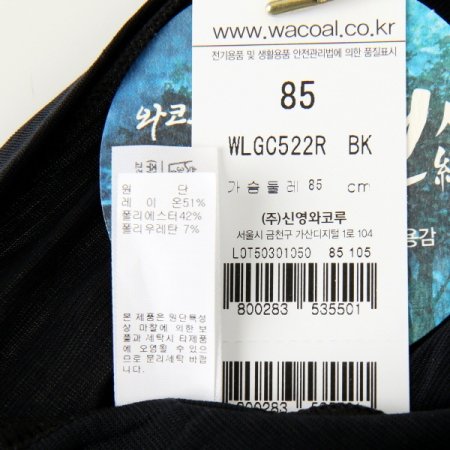 www.wacoal.co.kr
전기용품 및 생활용품 안전관리법에 의한 품질표시
85
WLGC522R BK
가슴둘레 85 cm
(주)신영와코루
서울시 금천구 가산디지털 1로 104
LOT50301050 85 105
800283 535501
800283
와코
용감
원 단
레 이 온51%
폴리에스터42%
폴리우레탄 7%
본 제품은 원단특성
상 마찰에 의한 보
풀과 세탁시 타제품
에 오염될 수 있으
므로 분리세탁 바랍
니다.